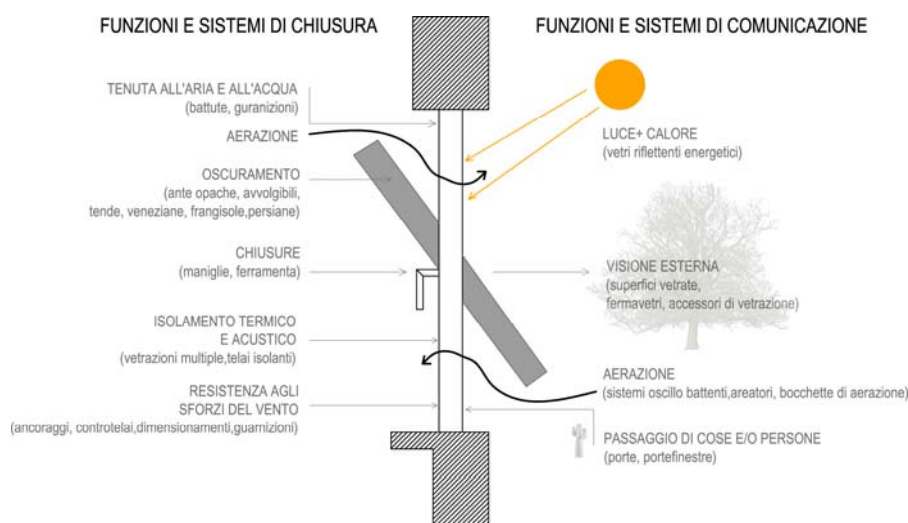 FUNZIONI E SISTEMI DI CHIUSURA
TENUTA ALL'ARIA E ALL'ACQUA
(battute, guranizioni)
AERAZIONE
OSCURAMENTO
(ante opache, avvolgibili,
tende, veneziane, frangisole,persiane)
CHIUSURE
(maniglie, ferramenta)
ISOLAMENTO TERMICO
E ACUSTICO
(vetrazioni multiple,telai isolanti)
RESISTENZA AGLI
SFORZI DEL VENTO
(ancoraggi, controtelai,dimensionamenti,guarnizioni)
FUNZIONI E SISTEMI DI COMUNICAZIONE
LUCE+ CALORE
(vetri riflettenti energetici)
VISIONE ESTERNA
(superfici vetrate,
fermavetri, accessori di vetrazione)
AERAZIONE
(sistemi oscillo battenti,areatori, bocchette di aerazione)
PASSAGGIO DI COSE E/O PERSONE
(porte, portefinestre)